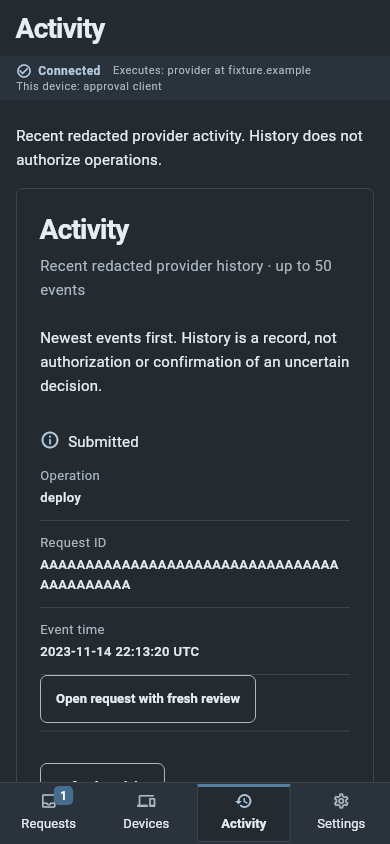 Activity
Connected Executes: provider at fixture.example
This device: approval client
Recent redacted provider activity. History does not
authorize operations.
Activity
Recent redacted provider history · up to 50
events
Newest events first. History is a record, not
authorization or confirmation of an uncertain
decision.
Submitted
Operation
deploy
Request ID
AAAAAAAAAAAAAAAAAAAAAAAAAAAAAAAAA
AAAAAAAAAA
Event time
2023-11-14 22:13:20 UTC
Open request with fresh review
1
Requests Devices Activity Settings